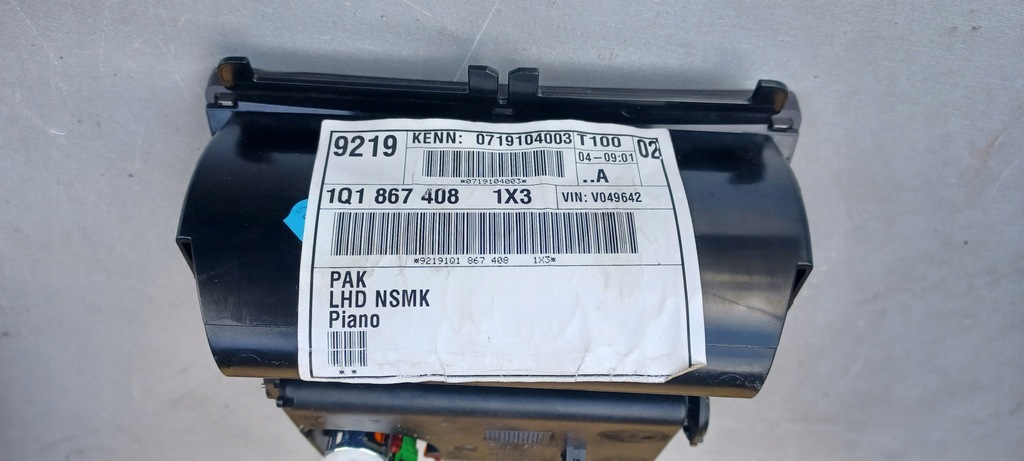 9219 KENN: 0719104003 T100 02
04-09:01
*0719104003*
..A
1Q1 867 408 1X3 VIN: V049642
*92191Q1 867 408 1X3*
PAK
LHD NSMK
Piano
* *